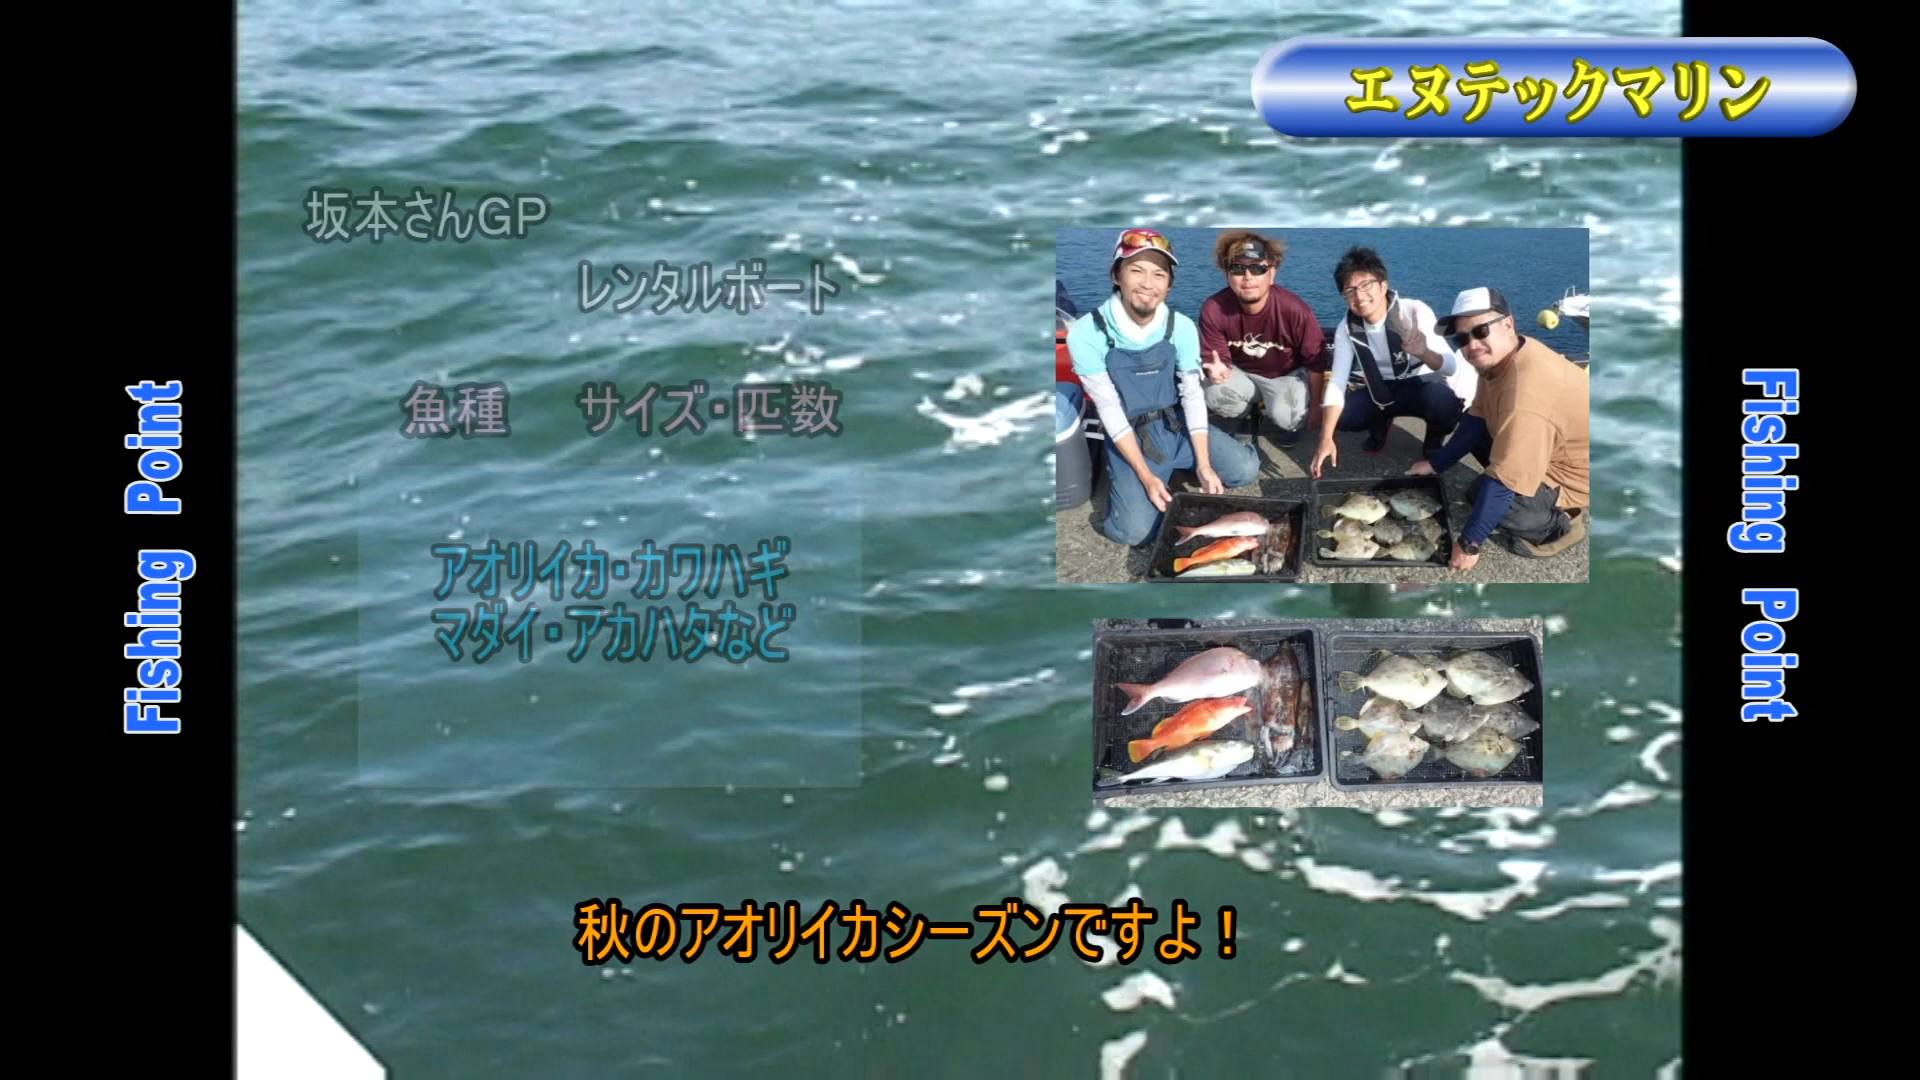 エヌテックマリン
坂本さんGP
レンタルボート
魚種 サイズ・匹数
アオリイカ・カワハギ
マダイ・アカハタなど
秋のアオリイカシーズンですよ！
Fishing Point
Fishing Point